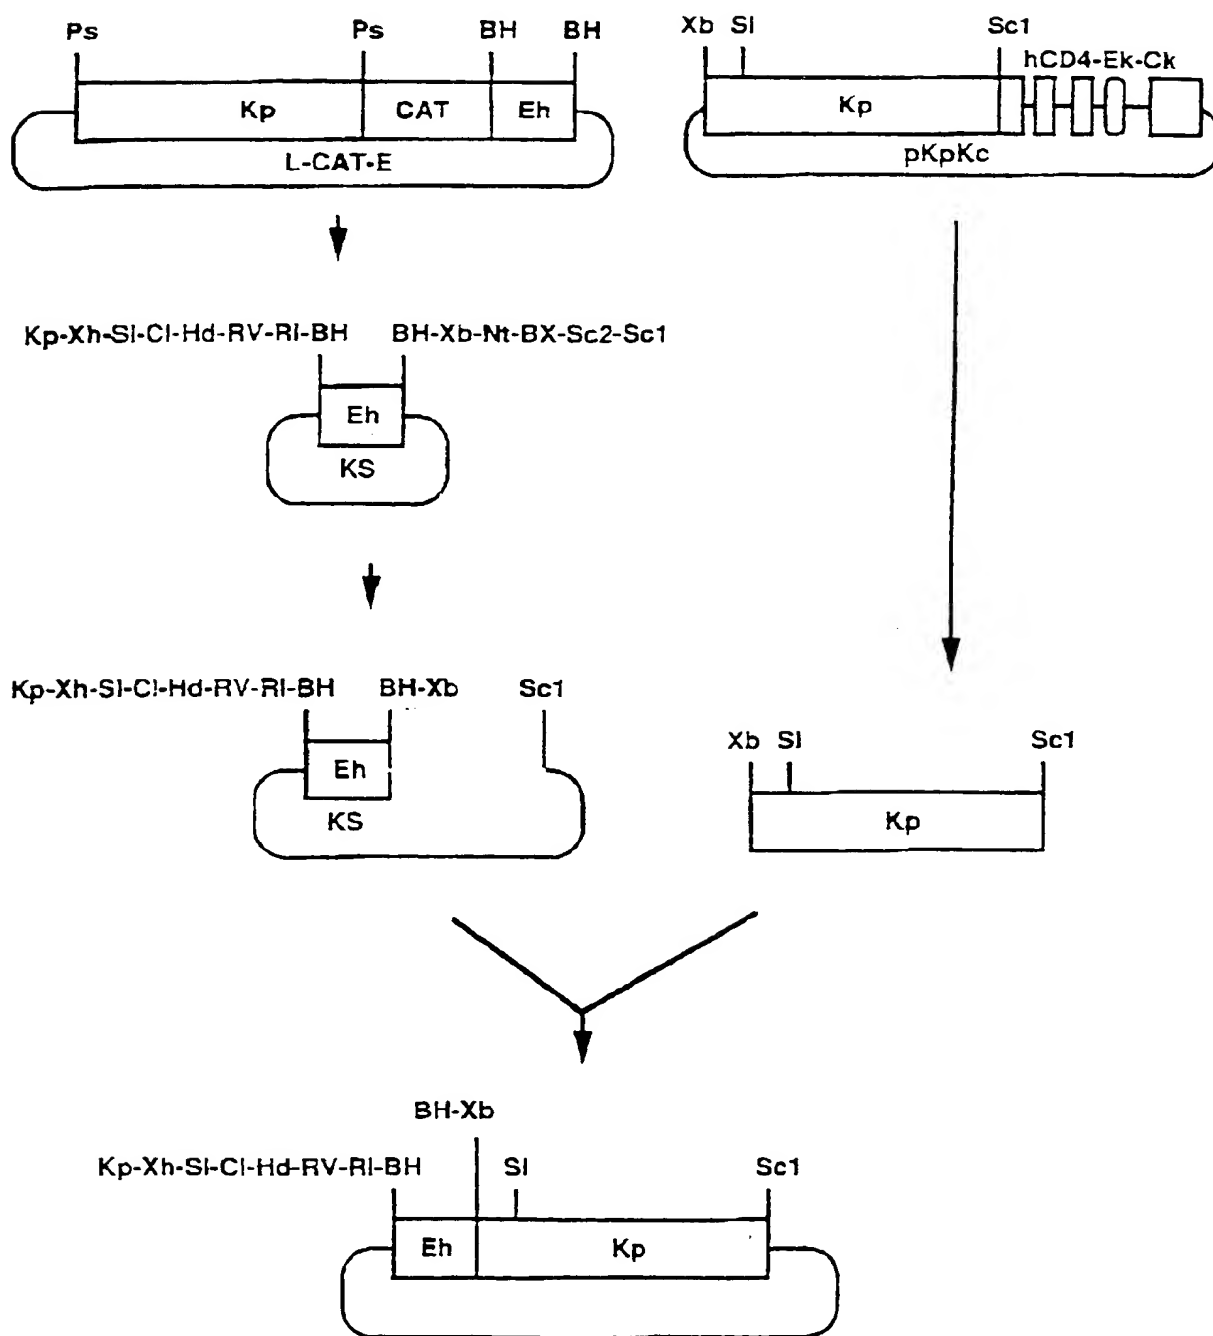 Ps Ps BH BH
Kp CAT Eh
L-CAT-E
Xb Sl Sc1
hCD4-Ek-Ck
Kp
pKpKc
Kp-Xh-Sl-Cl-Hd-RV-RI-BH BH-Xb-Nt-BX-Sc2-Sc1
Eh
KS
Kp-Xh-Sl-Cl-Hd-RV-RI-BH BH-Xb Sc1
Eh
KS
Xb Sl Sc1
Kp
BH-Xb
Kp-Xh-Sl-Cl-Hd-RV-RI-BH Sl Sc1
Eh Kp